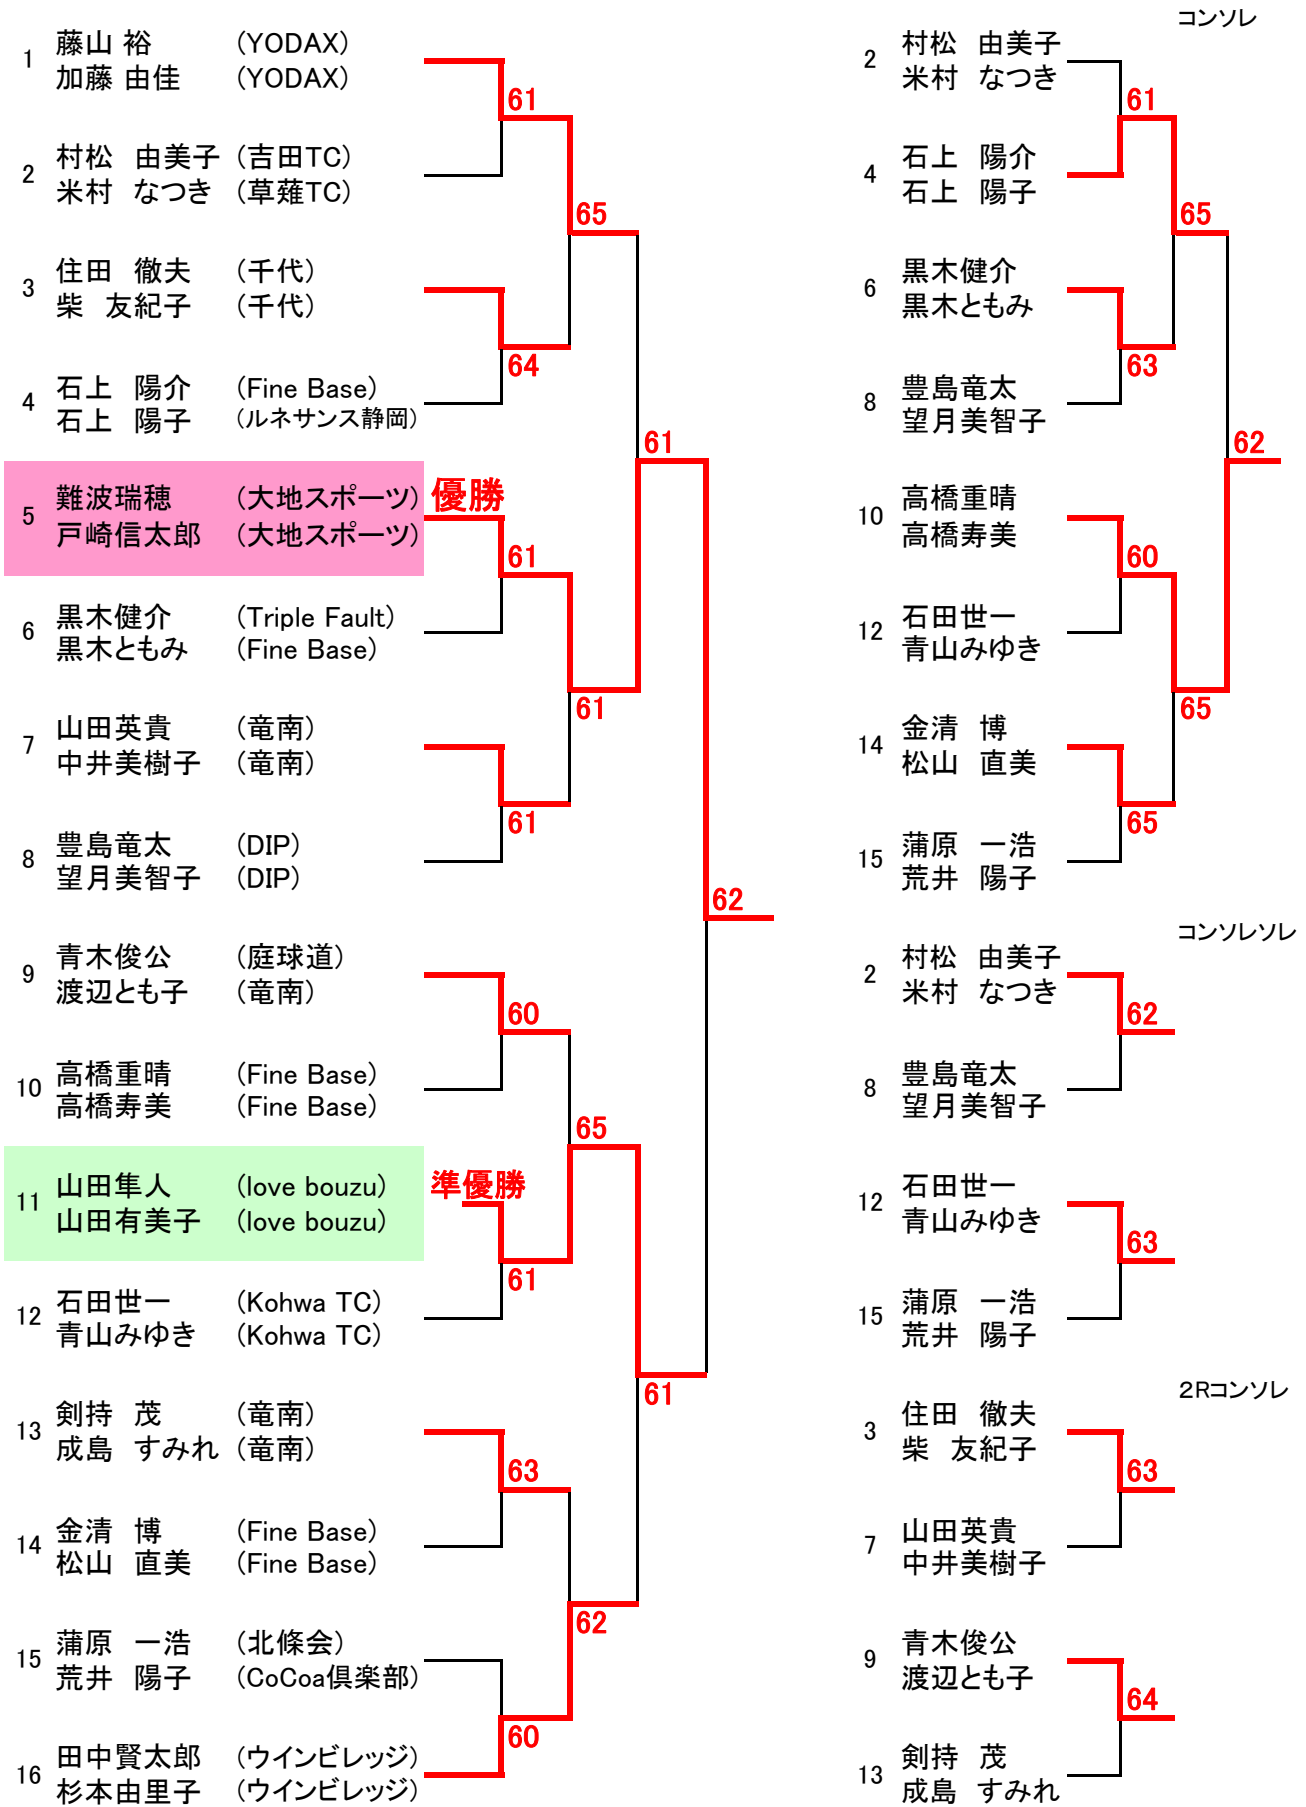 1 藤山 裕 (YODAX)
加藤 由佳 (YODAX)
61
2 村松 由美子 (吉田TC)
米村 なつき (草薙TC)
65
3 住田 徹夫 (千代)
柴 友紀子 (千代)
64
4 石上 陽介 (Fine Base)
石上 陽子 (ルネサンス静岡)
61
5 難波瑞穂 (大地スポーツ) 優勝
戸崎信太郎 (大地スポーツ)
61
6 黒木健介 (Triple Fault)
黒木ともみ (Fine Base)
61
7 山田英貴 (竜南)
中井美樹子 (竜南)
61
8 豊島竜太 (DIP)
望月美智子 (DIP)
62
9 青木俊公 (庭球道)
渡辺とも子 (竜南)
60
10 高橋重晴 (Fine Base)
高橋寿美 (Fine Base)
65
11 山田隼人 (love bouzu) 準優勝
山田有美子 (love bouzu)
61
12 石田世一 (Kohwa TC)
青山みゆき (Kohwa TC)
61
13 剣持 茂 (竜南)
成島 すみれ (竜南)
63
14 金清 博 (Fine Base)
松山 直美 (Fine Base)
62
15 蒲原 一浩 (北條会)
荒井 陽子 (CoCoa倶楽部)
60
16 田中賢太郎 (ウインビレッジ)
杉本由里子 (ウインビレッジ)
コンソレ
2 村松 由美子
米村 なつき
61
4 石上 陽介
石上 陽子
65
6 黒木健介
黒木ともみ
63
8 豊島竜太
望月美智子
62
10 高橋重晴
高橋寿美
60
12 石田世一
青山みゆき
65
14 金清 博
松山 直美
65
15 蒲原 一浩
荒井 陽子
コンソレソレ
2 村松 由美子
米村 なつき
62
8 豊島竜太
望月美智子
12 石田世一
青山みゆき
63
15 蒲原 一浩
荒井 陽子
2Rコンソレ
3 住田 徹夫
柴 友紀子
63
7 山田英貴
中井美樹子
9 青木俊公
渡辺とも子
64
13 剣持 茂
成島 すみれ